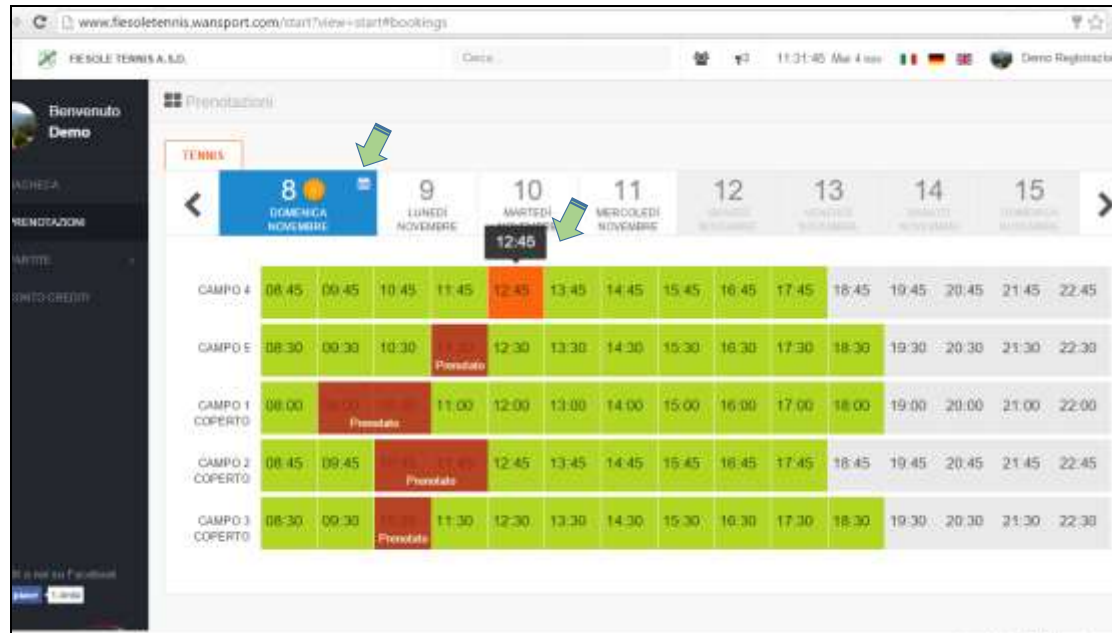 www.fiesoletennis.wansport.com/start?view=start#bookings
FIESOLE TENNIS A.S.D.
Cerca...
11:31:45
Demo
Benvenuto
Demo
Prenotazioni
TENNIS
PRENOTAZIONI
8
DOMENICA
NOVEMBRE
9
LUNEDÌ
NOVEMBRE
10
MARTEDÌ
11
MERCOLEDÌ
NOVEMBRE
12
13
14
15
12:45
CAMPO 4 08:45 09:45 10:45 11:45 12:45 13:45 14:45 15:45 16:45 17:45 18:45 19:45 20:45 21:45 22:45
CAMPO 5 08:30 09:30 10:30 12:30 13:30 14:30 15:30 16:30 17:30 18:30 19:30 20:30 21:30 22:30
Prenotato
CAMPO 1 COPERTO 08:00 11:00 12:00 13:00 14:00 15:00 16:00 17:00 18:00 19:00 20:00 21:00 22:00
Prenotato
CAMPO 2 COPERTO 08:45 09:45 12:45 13:45 14:45 15:45 16:45 17:45 18:45 19:45 20:45 21:45 22:45
Prenotato
CAMPO 3 COPERTO 08:30 09:30 11:30 12:30 13:30 14:30 15:30 16:30 17:30 18:30 19:30 20:30 21:30 22:30
Prenotato